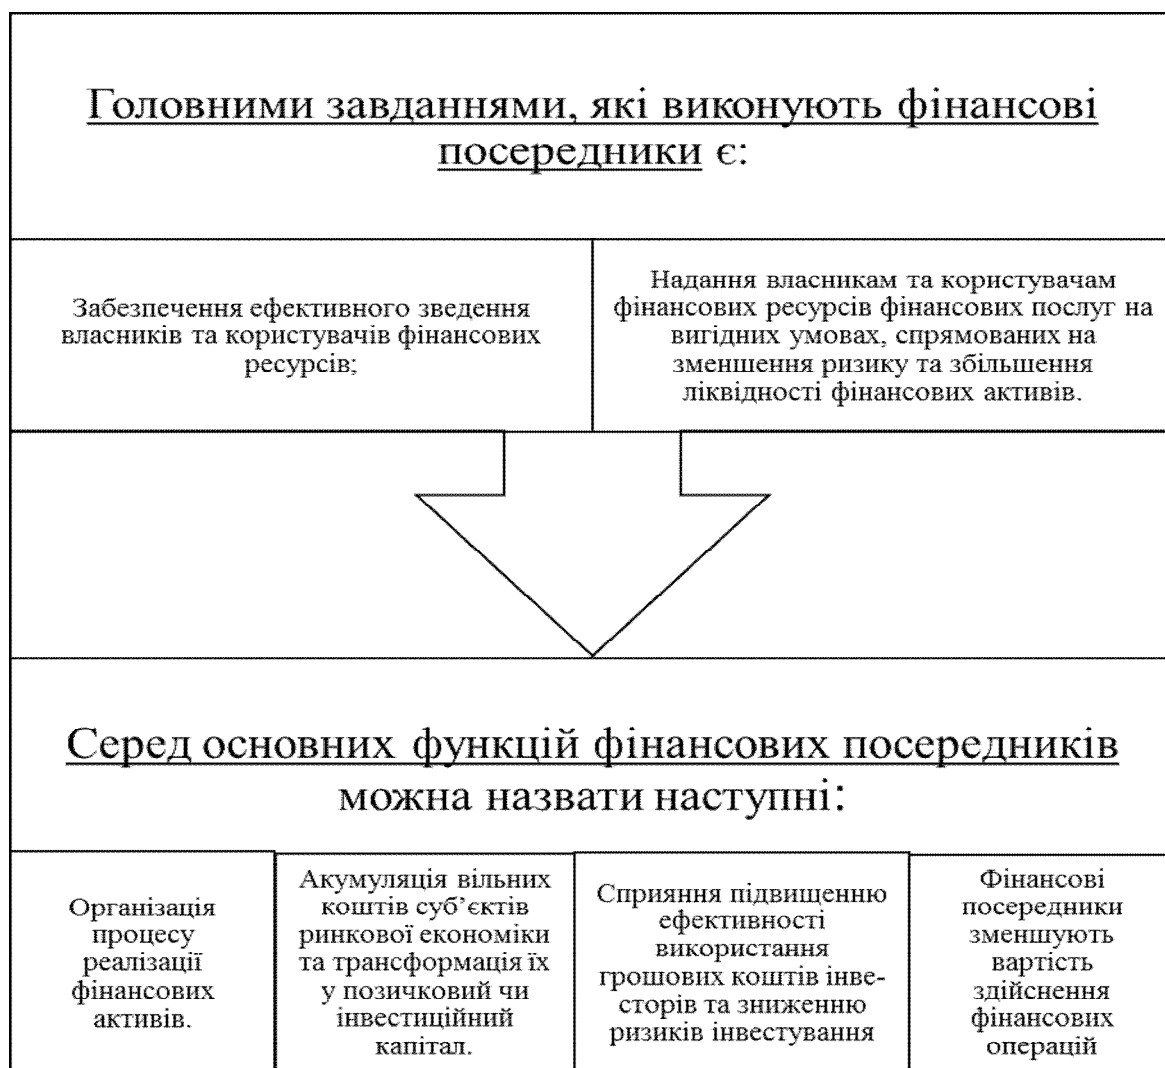 Головними завданнями, які виконують фінансові
посередники є:
Забезпечення ефективного зведення
власників та користувачів фінансових
ресурсів;
Надання власникам та користувачам
фінансових ресурсів фінансових послуг на
вигідних умовах, спрямованих на
зменшення ризику та збільшення
ліквідності фінансових активів.
Серед основних функцій фінансових посередників
можна назвати наступні:
Організація
процесу
реалізації
фінансових
активів.
Акумуляція вільних
коштів суб’єктів
ринкової економіки
та трансформація їх
у позичковий чи
інвестиційний
капітал.
Сприяння підвищенню
ефективності
використання
грошових коштів інве-
сторів та зниженню
ризиків інвестування
Фінансові
посередники
зменшують
вартість
здійснення
фінансових
операцій